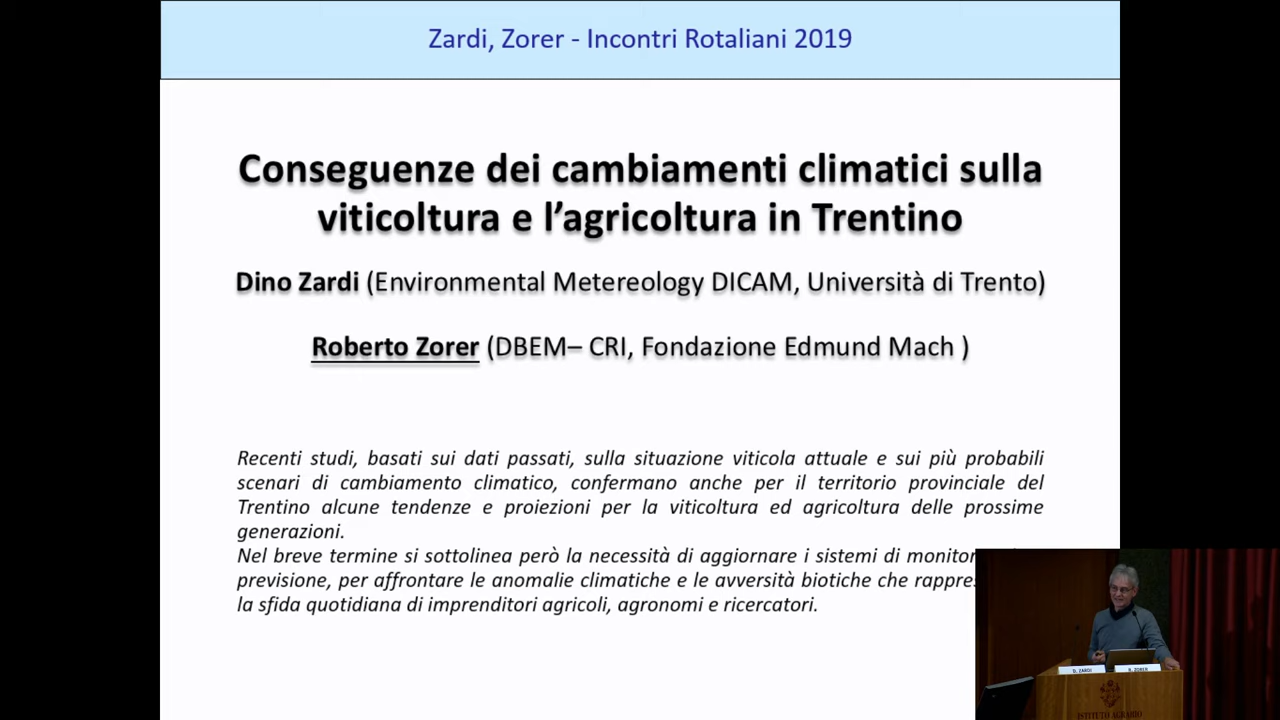 Zardi, Zorer - Incontri Rotaliani 2019
Conseguenze dei cambiamenti climatici sulla
viticoltura e l’agricoltura in Trentino
Dino Zardi (Environmental Metereology DICAM, Università di Trento)
Roberto Zorer (DBEM– CRI, Fondazione Edmund Mach )
Recenti studi, basati sui dati passati, sulla situazione viticola attuale e sui più probabili
scenari di cambiamento climatico, confermano anche per il territorio provinciale del
Trentino alcune tendenze e proiezioni per la viticoltura ed agricoltura delle prossime
generazioni.
Nel breve termine si sottolinea però la necessità di aggiornare i sistemi di
previsione, per affrontare le anomalie climatiche e le avversità biotiche che
la sfida quotidiana di imprenditori agricoli, agronomi e ricercatori.
D. ZARDI
R. ZORER
ISTITUTO AGRARIO